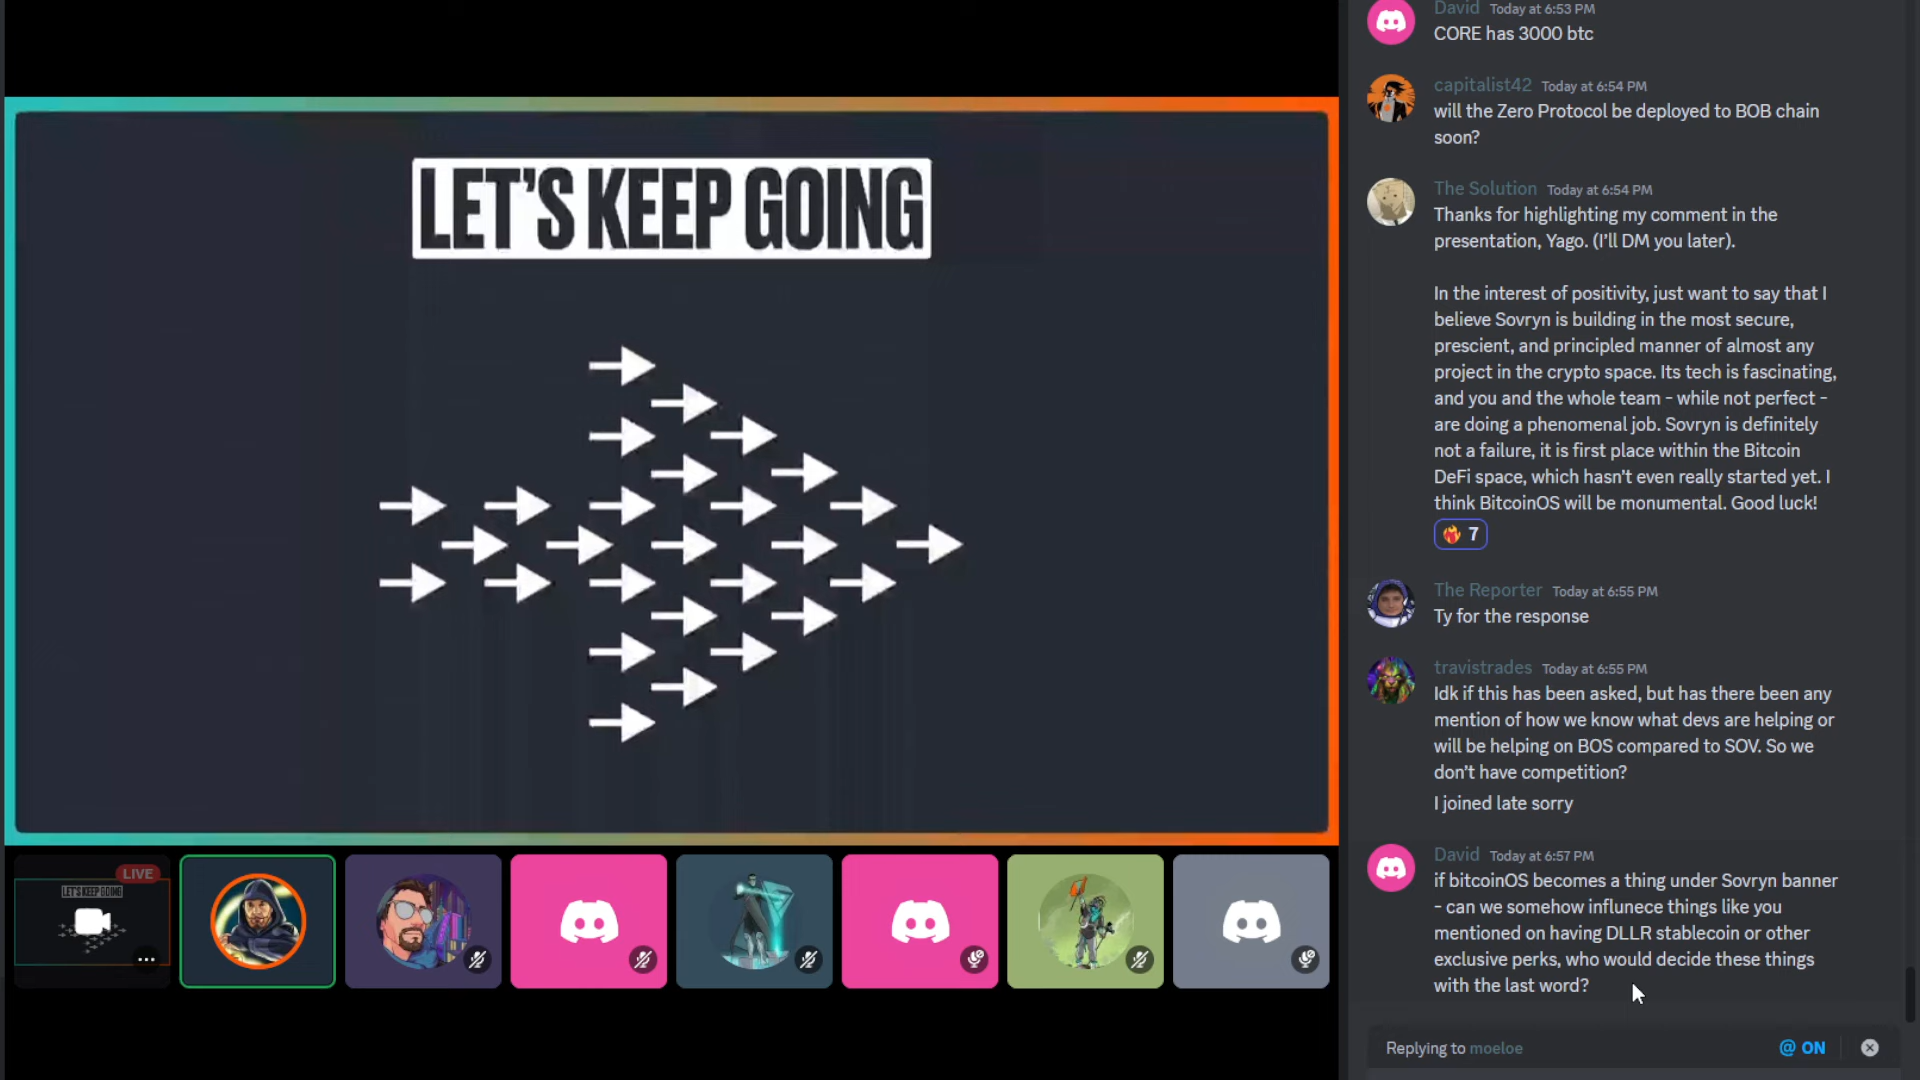 LET'S KEEP GOING
LIVE
LET'S KEEP GOING
David Today at 6:53 PM
CORE has 3000 btc
capitalist42 Today at 6:54 PM
will the Zero Protocol be deployed to BOB chain
soon?
The Solution Today at 6:54 PM
Thanks for highlighting my comment in the
presentation, Yago. (I'll DM you later).
In the interest of positivity, just want to say that I
believe Sovryn is building in the most secure,
prescient, and principled manner of almost any
project in the crypto space. Its tech is fascinating,
and you and the whole team - while not perfect -
are doing a phenomenal job. Sovryn is definitely
not a failure, it is first place within the Bitcoin
DeFi space, which hasn't even really started yet. I
think BitcoinOS will be monumental. Good luck!
7
The Reporter Today at 6:55 PM
Ty for the response
travistrades Today at 6:55 PM
Idk if this has been asked, but has there been any
mention of how we know what devs are helping or
will be helping on BOS compared to SOV. So we
don't have competition?
I joined late sorry
David Today at 6:57 PM
if bitcoinOS becomes a thing under Sovryn banner
- can we somehow influnece things like you
mentioned on having DLLR stablecoin or other
exclusive perks, who would decide these things
with the last word?
Replying to moeloe
@ ON